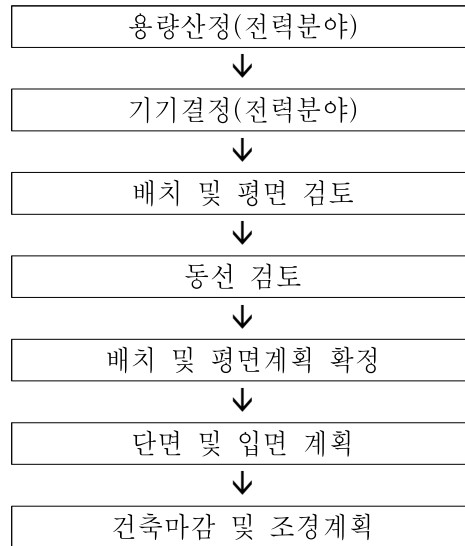 용량산정(전력분야)
기기결정(전력분야)
배치 및 평면 검토
동선 검토
배치 및 평면계획 확정
단면 및 입면 계획
건축마감 및 조경계획